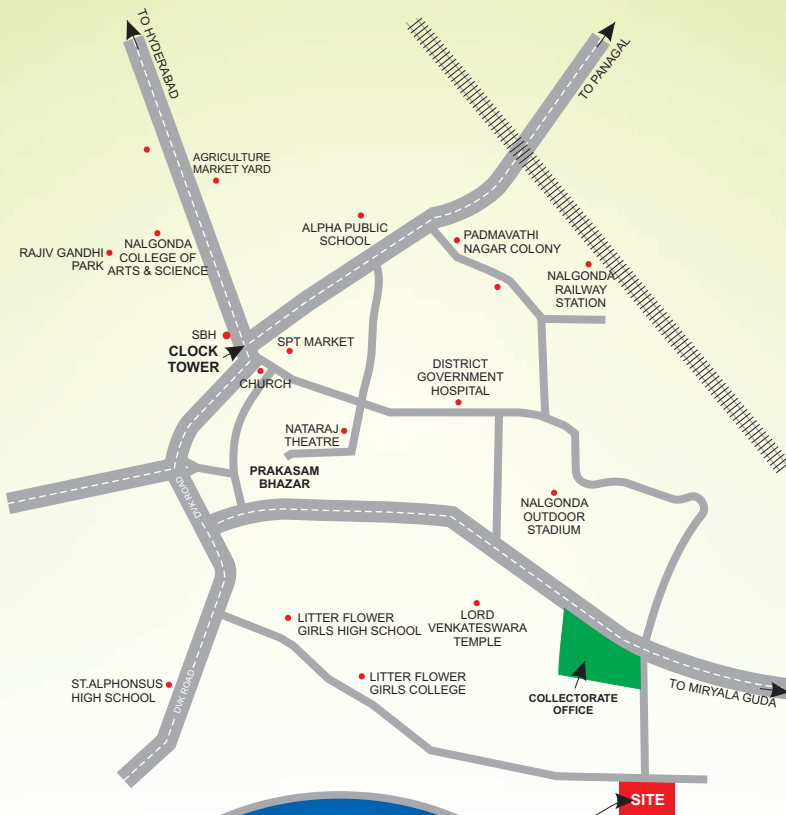 TO HYDERABAD
TO PANAGAL
AGRICULTURE
MARKET YARD
ALPHA PUBLIC
SCHOOL
PADMAVATHI
NAGAR COLONY
RAJIV GANDHI
PARK
NALGONDA
COLLEGE OF
ARTS & SCIENCE
NALGONDA
RAILWAY
STATION
SBH
CLOCK
TOWER
SPT MARKET
CHURCH
DISTRICT
GOVERNMENT
HOSPITAL
NATARAJ
THEATRE
PRAKASAM
BHAZAR
DVK ROAD
NALGONDA
OUTDOOR
STADIUM
LITTER FLOWER
GIRLS HIGH SCHOOL
LORD
VENKATESWARA
TEMPLE
ST.ALPHONSUS
HIGH SCHOOL
DVK ROAD
LITTER FLOWER
GIRLS COLLEGE
COLLECTORATE
OFFICE
TO MIRYALA GUDA
SITE